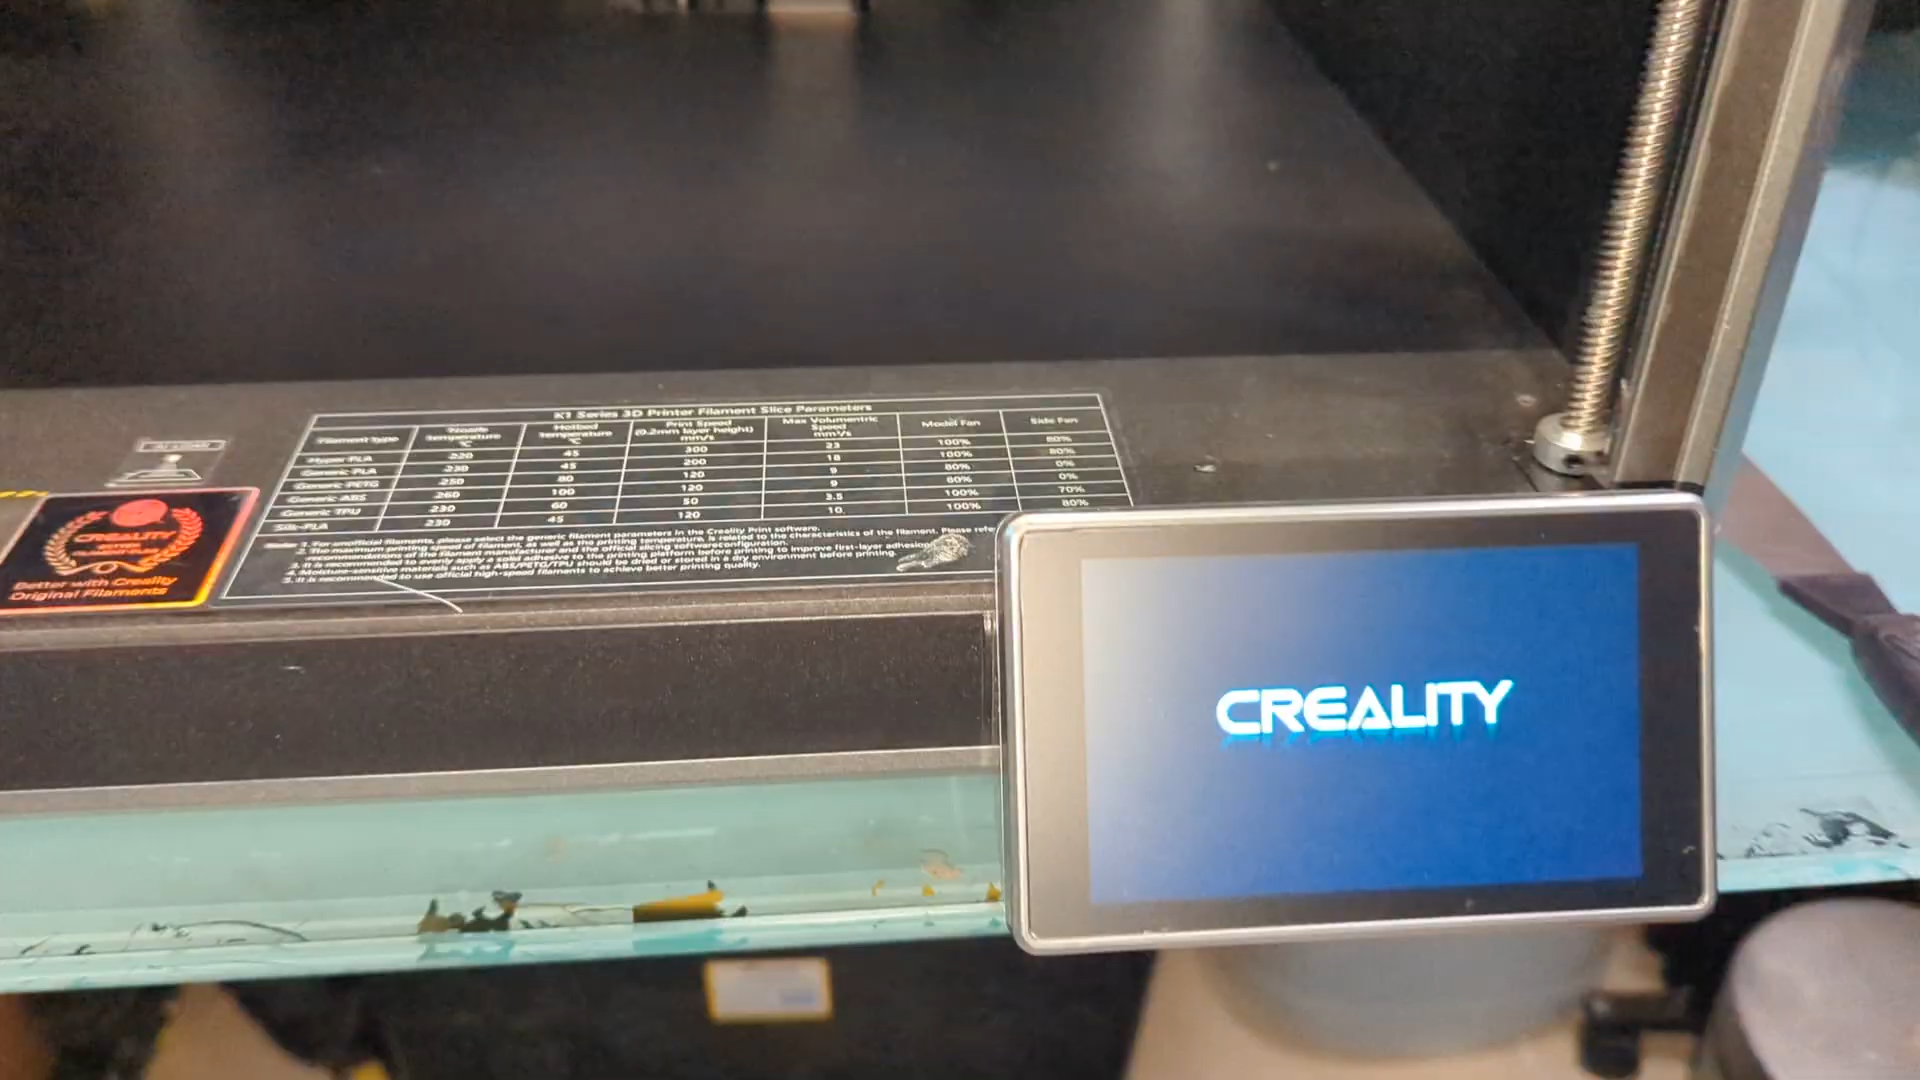 K1 Series 3D Printer Filament Slice Parameters
Filament Type Nozzle Temperature °C Hotbed Temperature °C Print Speed (0.2mm layer height) mm/s Max Volumentric Speed mm³/s Model Fan Side Fan
Hyper PLA 220 45 300 23 100% 80%
Generic PLA 230 45 200 18 100% 80%
Generic PETG 250 80 120 9 80% 0%
Generic ABS 260 100 120 9 60% 0%
Generic TPU 230 60 50 3.5 100% 70%
Silk-PLA 230 45 120 10 100% 80%
1. For unofficial filaments, please select the generic filament parameters in the Creality Print software.
2. The maximum printing speed of filament, as well as the printing temperature is related to the characteristics of the filament. Please refe
recommendations of the filament manufacturer and the official slicing software configuration.
3. It is recommended to evenly apply solid adhesive to the printing platform before printing to improve first-layer adhesion
4. Moisture-sensitive materials such as ABS/PETG/TPU should be dried or stored in a dry environment before printing.
5. It is recommended to use official high-speed filaments to achieve better printing quality.
CREALITY
Better with Creality
Original Filaments
CREALITY